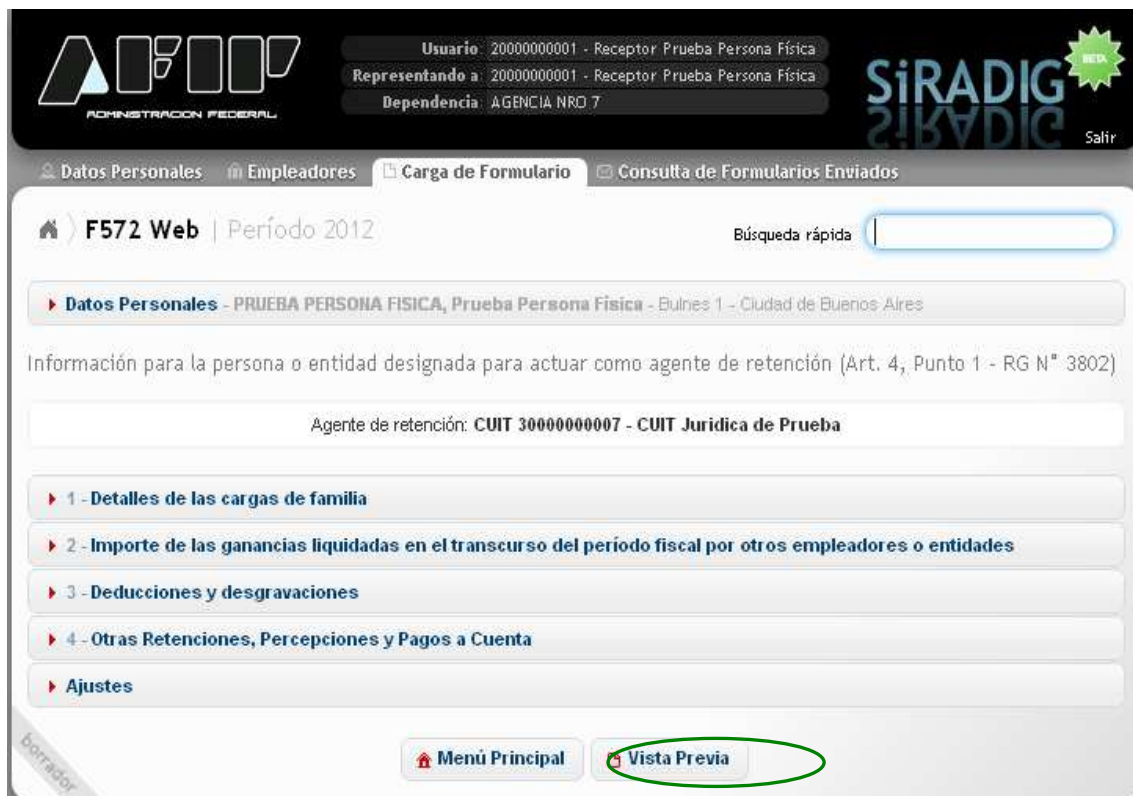 AFIP
ADMINISTRACION FEDERAL
Usuario 20000000001 - Receptor Prueba Persona Física
Representando a 20000000001 - Receptor Prueba Persona Física
Dependencia AGENCIA NRO 7
SiRADIG
BETA
Salir
Datos Personales Empleadores Carga de Formulario Consulta de Formularios Enviados
F572 Web | Período 2012
Búsqueda rápida
Datos Personales - PRUEBA PERSONA FISICA, Prueba Persona Física - Bulnes 1 - Ciudad de Buenos Aires
Información para la persona o entidad designada para actuar como agente de retención (Art. 4, Punto 1 - RG N° 3802)
Agente de retención: CUIT 30000000007 - CUIT Juridica de Prueba
1 - Detalles de las cargas de familia
2 - Importe de las ganancias liquidadas en el transcurso del período fiscal por otros empleadores o entidades
3 - Deducciones y desgravaciones
4 - Otras Retenciones, Percepciones y Pagos a Cuenta
Ajustes
borrador
Menú Principal Vista Previa